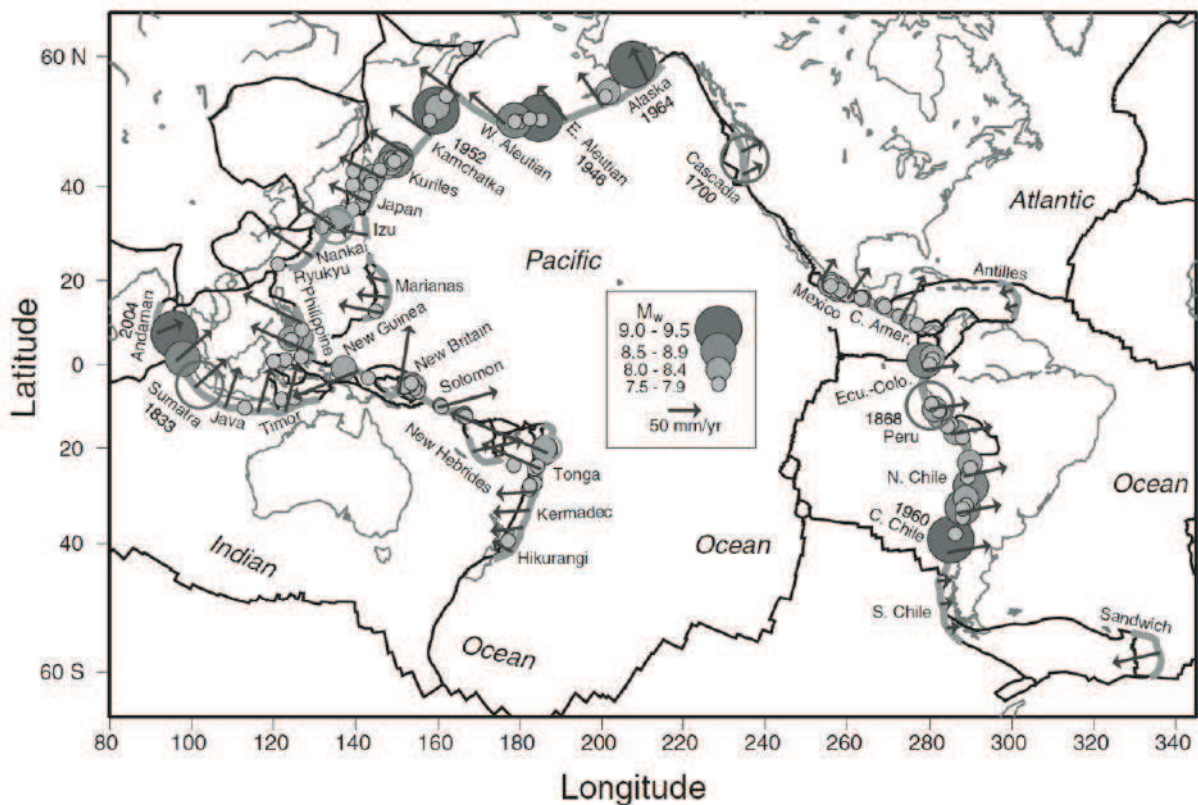 60 N
40
20
0
20
40
60 S
Latitude
80
100
120
140
160
180
200
220
240
260
280
300
320
340
Longitude
Alaska
1964
E. Aleutian
1946
W. Aleutian
1952
Kamchatka
Kuriles
Japan
Izu
Nankai
Ryukyu
Marianas
Philippine
New Guinea
New Britain
Solomon
2004
Andaman
Sumatra
1833
Java
Timor
New Hebrides
Tonga
Kermadec
Hikurangi
Indian
Ocean
Pacific
Ocean
Cascadia
1700
Atlantic
Ocean
Antilles
Mexico
C. Amer.
Ecu.-Colo.
1868
Peru
N. Chile
1960
C. Chile
S. Chile
Sandwich
Mw
9.0 - 9.5
8.5 - 8.9
8.0 - 8.4
7.5 - 7.9
50 mm/yr